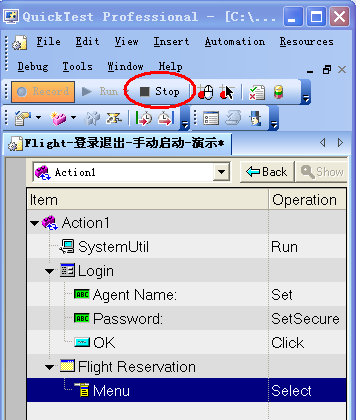 QuickTest Professional - [C:\...
File Edit View Insert Automation Resources
Debug Tools Window Help
Record Run Stop
Flight-登录退出-手动启动-演示*
Action1 Back Show
Item Operation
Action1
SystemUtil Run
Login
ABC Agent Name: Set
ABC Password: SetSecure
OK Click
Flight Reservation
Menu Select